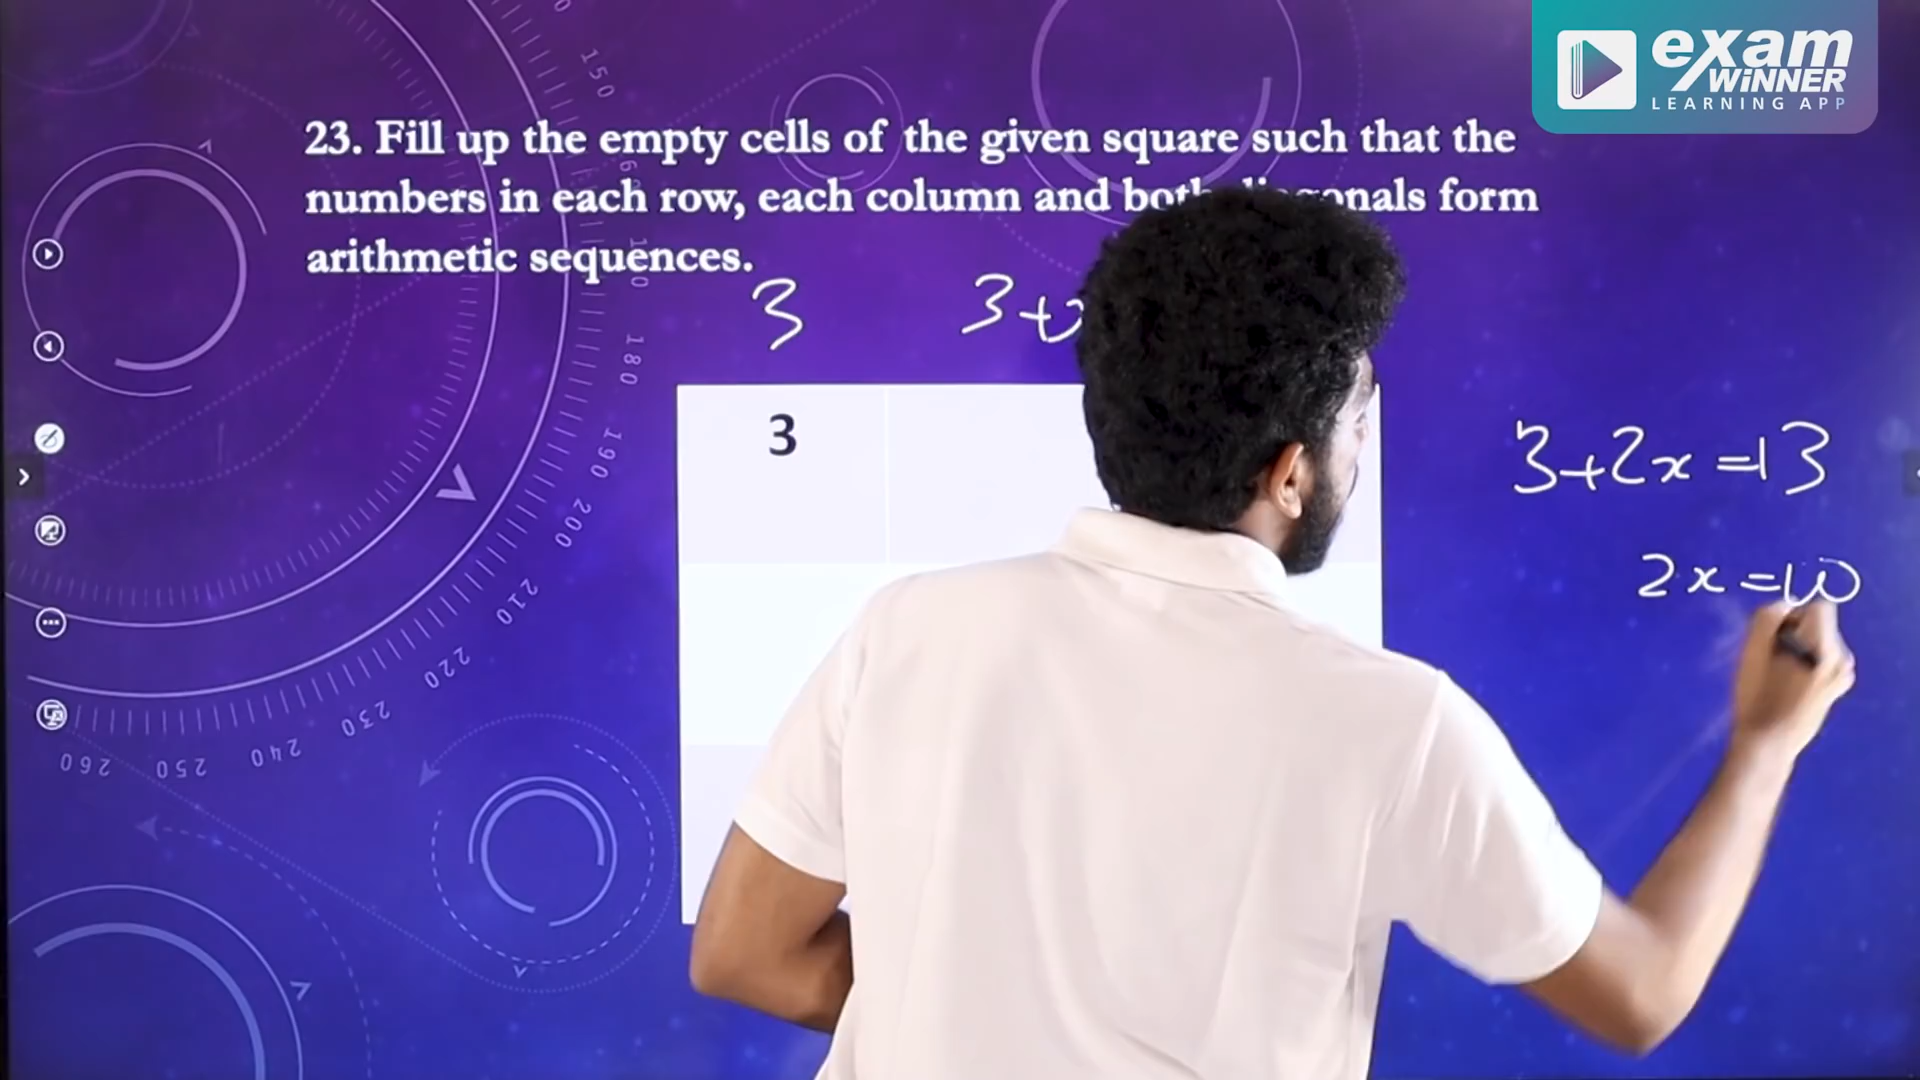 exam
WiNNER
LEARNING APP
23. Fill up the empty cells of the given square such that the
numbers in each row, each column and both diagonals form
arithmetic sequences.
3 3+
3
3+2x=13
2x=10
150
180
190
200
210
220
230
240
250
260